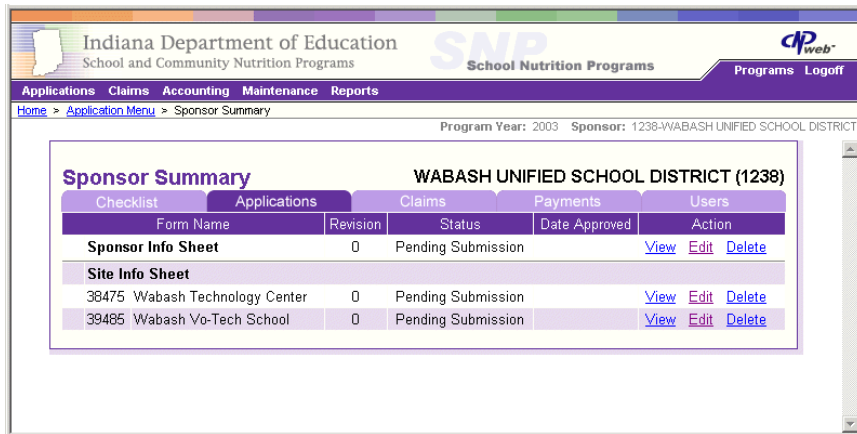 Indiana Department of Education
School and Community Nutrition Programs
SNP
School Nutrition Programs
CNPweb
Programs Logoff
Applications Claims Accounting Maintenance Reports
Home > Application Menu > Sponsor Summary
Program Year: 2003 Sponsor: 1238-WABASH UNIFIED SCHOOL DISTRICT
Sponsor Summary WABASH UNIFIED SCHOOL DISTRICT (1238)
Checklist Applications Claims Payments Users
Form Name Revision Status Date Approved Action
Sponsor Info Sheet 0 Pending Submission View Edit Delete
Site Info Sheet
38475 Wabash Technology Center 0 Pending Submission View Edit Delete
39485 Wabash Vo-Tech School 0 Pending Submission View Edit Delete